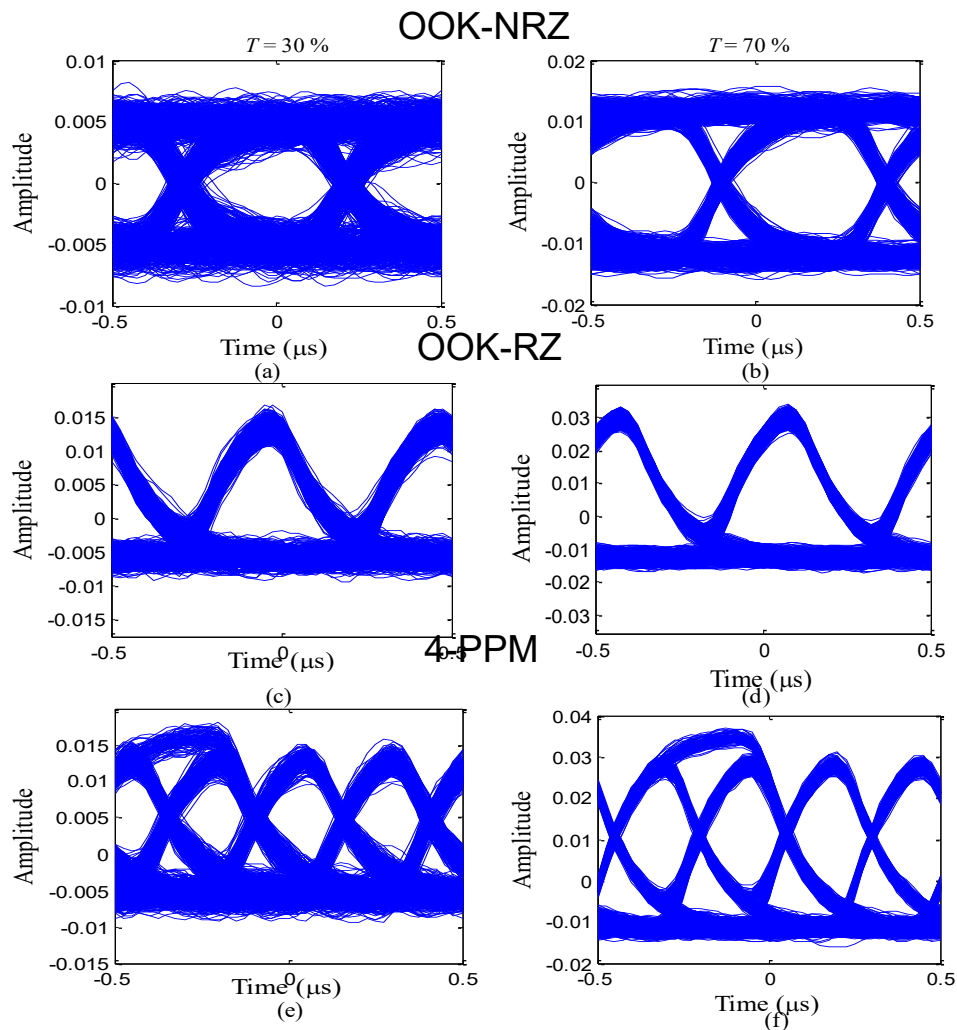 OOK-NRZ
T = 30 %
T = 70 %
0.01
0.005
0
-0.005
-0.01
Amplitude
-0.5
0
0.5
Time (μs)
(a)
0.02
0.01
0
-0.01
-0.02
Amplitude
-0.5
0
0.5
Time (μs)
(b)
OOK-RZ
0.015
0.01
0.005
0
-0.005
-0.01
-0.015
Amplitude
-0.5
0
0.5
Time (μs)
(c)
0.03
0.02
0.01
0
-0.01
-0.02
-0.03
Amplitude
-0.5
0
0.5
Time (μs)
(d)
4-PPM
0.015
0.01
0.005
0
-0.005
-0.01
-0.015
Amplitude
-0.5
0
0.5
Time (μs)
(e)
0.04
0.03
0.02
0.01
0
-0.01
-0.02
Amplitude
-0.5
0
0.5
Time (μs)
(f)